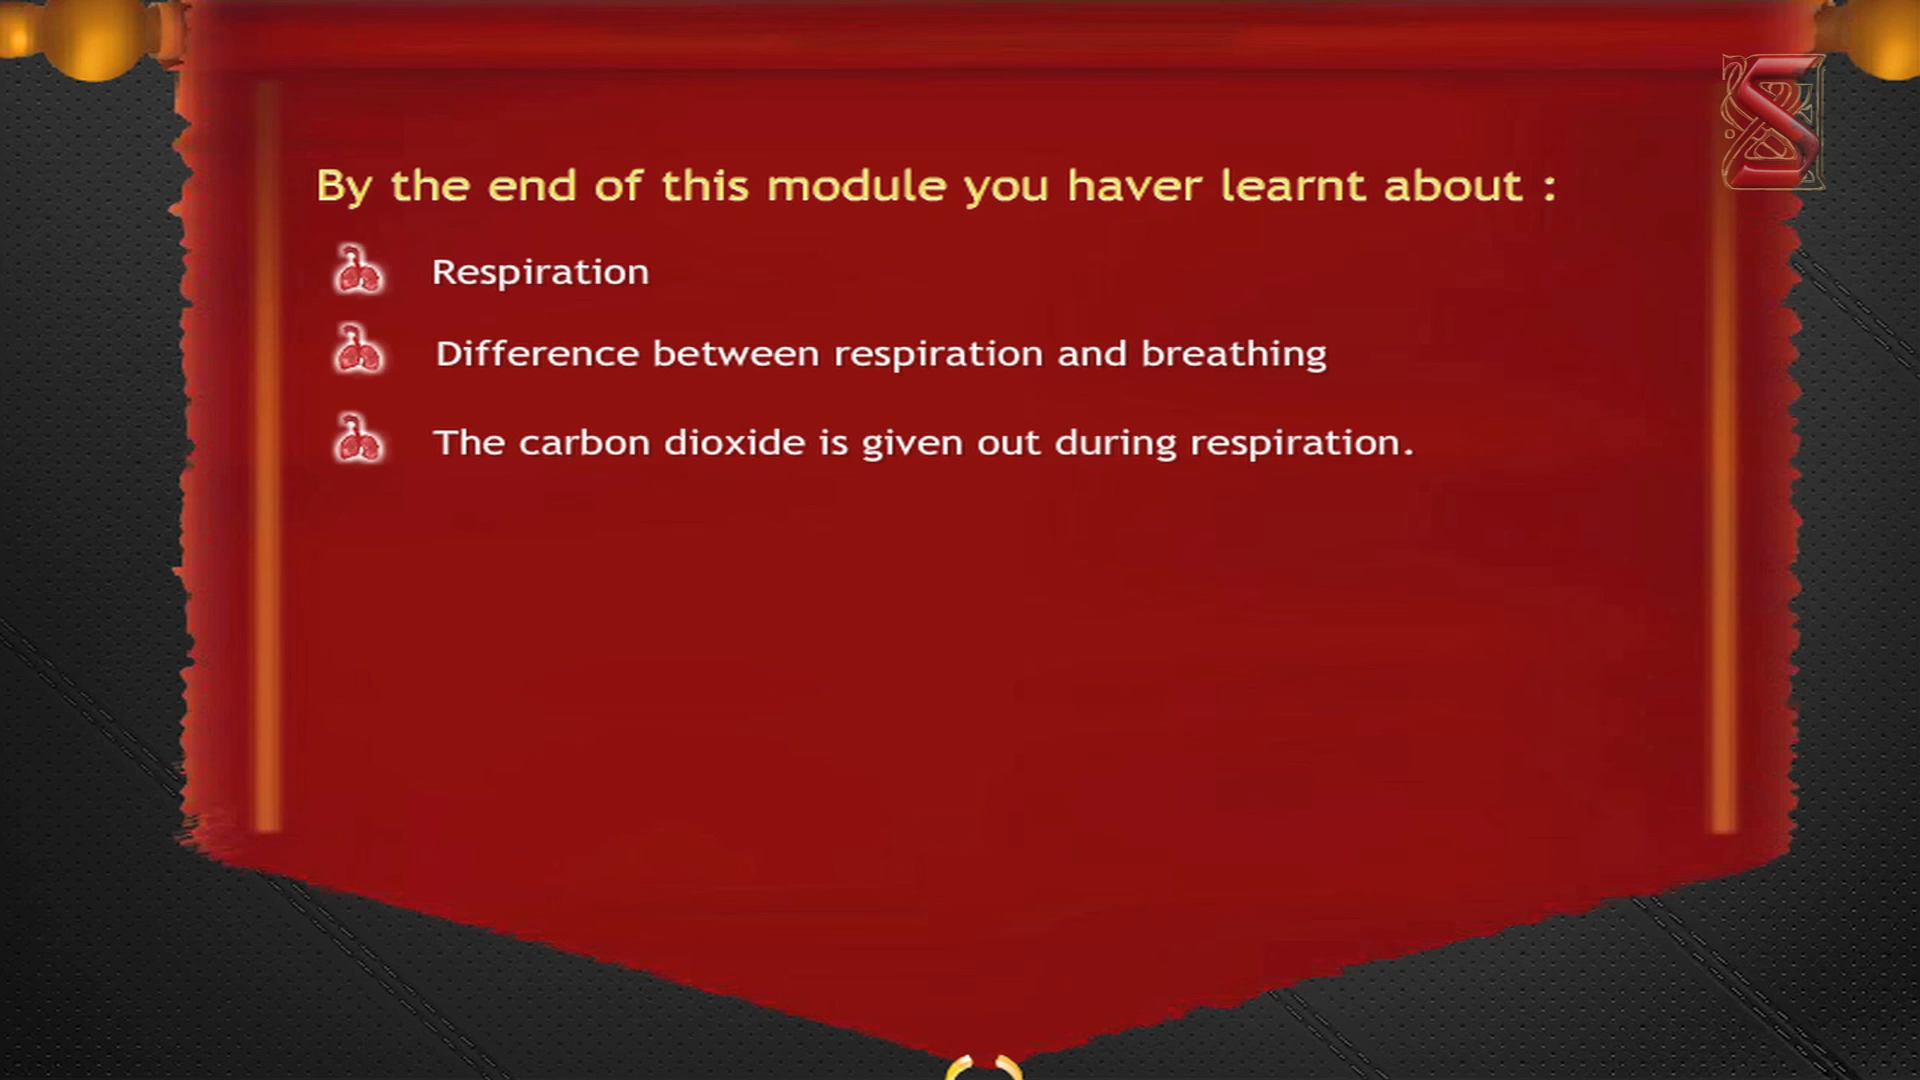 By the end of this module you haver learnt about :
Respiration
Difference between respiration and breathing
The carbon dioxide is given out during respiration.